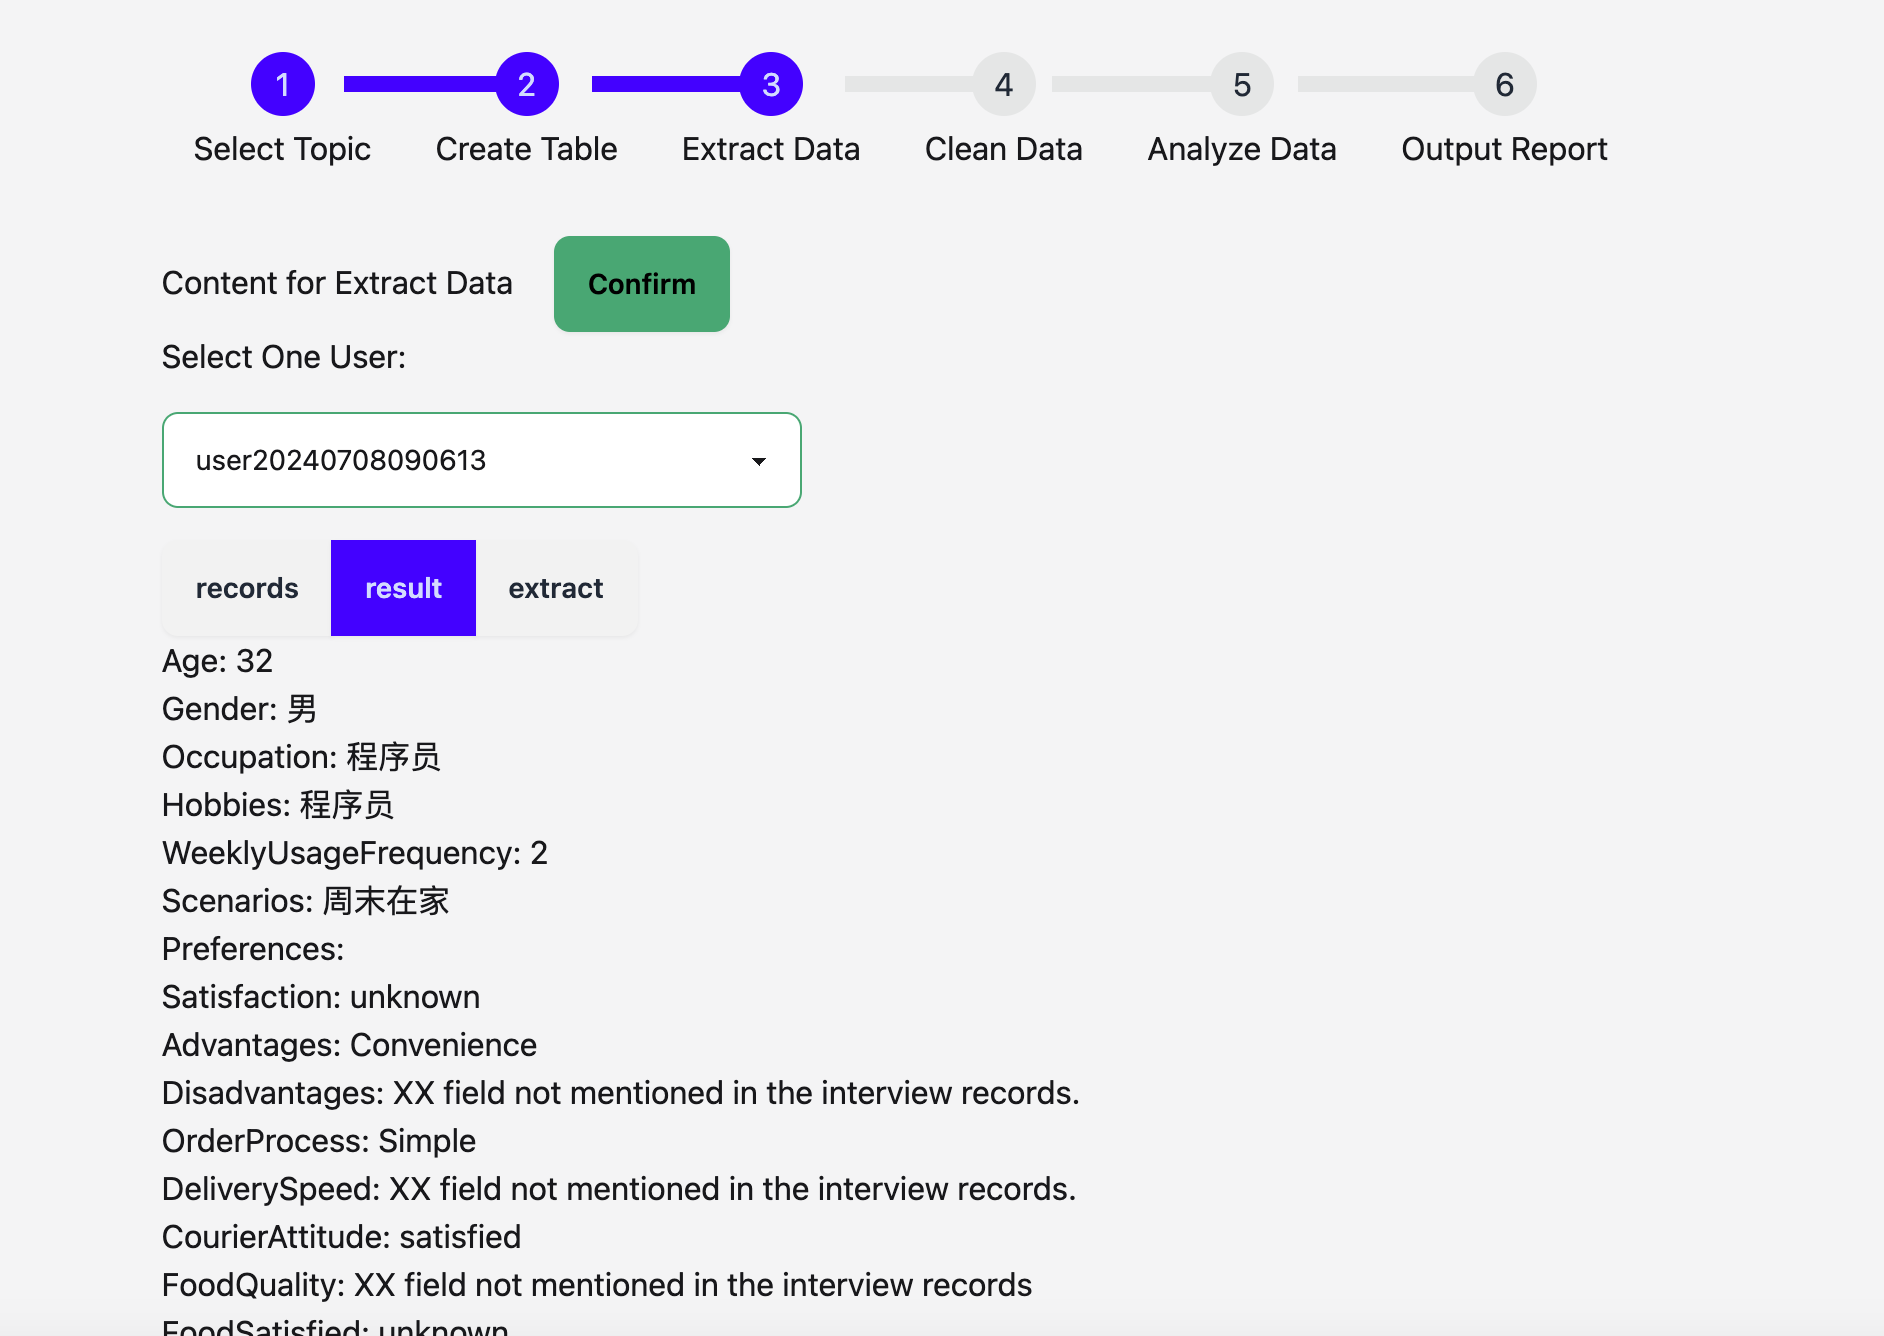 1 2 3 4 5 6
Select Topic Create Table Extract Data Clean Data Analyze Data Output Report
Content for Extract Data Confirm
Select One User:
user20240708090613
records result extract
Age: 32
Gender: 男
Occupation: 程序员
Hobbies: 程序员
WeeklyUsageFrequency: 2
Scenarios: 周末在家
Preferences:
Satisfaction: unknown
Advantages: Convenience
Disadvantages: XX field not mentioned in the interview records.
OrderProcess: Simple
DeliverySpeed: XX field not mentioned in the interview records.
CourierAttitude: satisfied
FoodQuality: XX field not mentioned in the interview records
FoodSatisfied: unknown